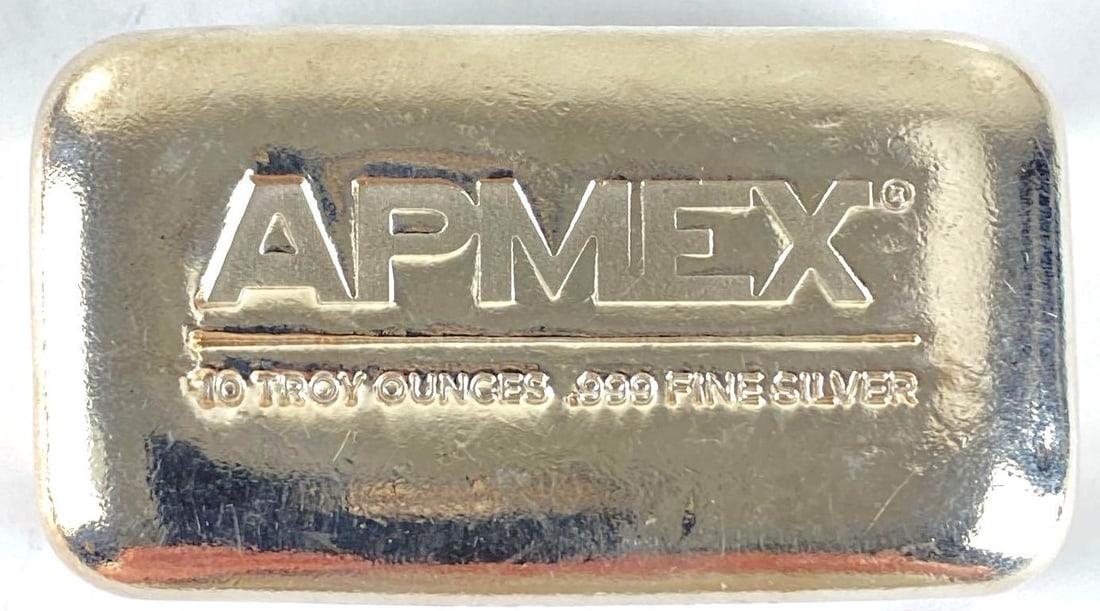 APMEX®
10 TROY OUNCES .999 FINE SILVER